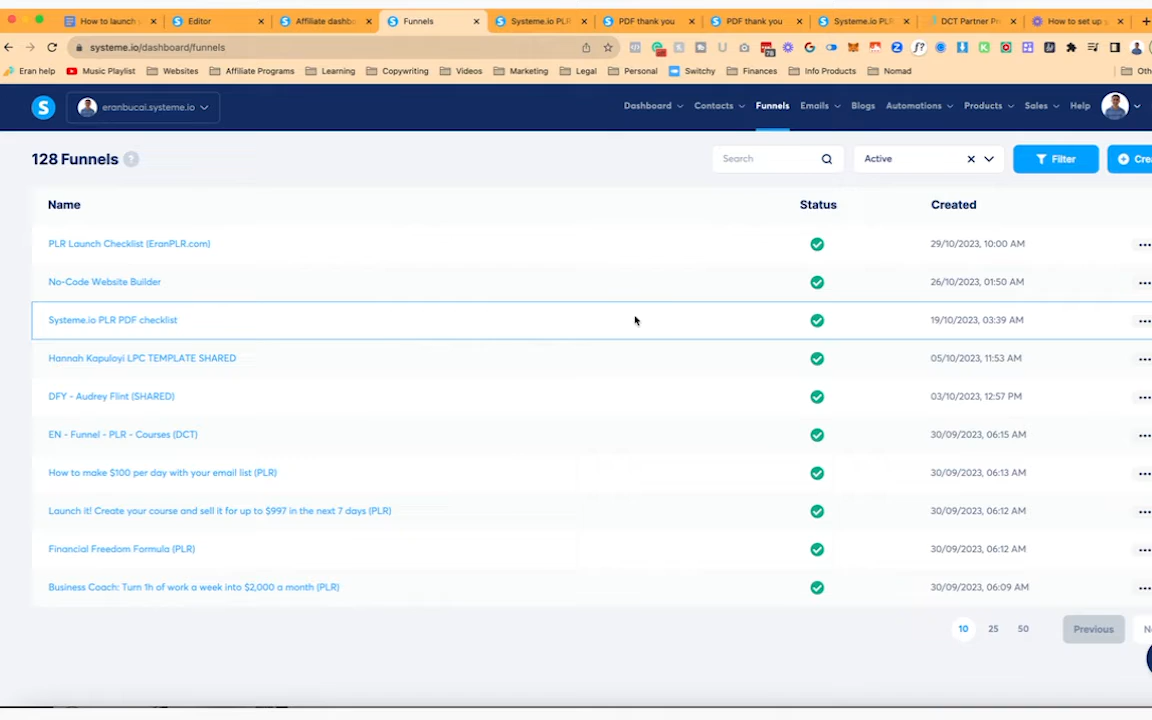 How to launch
Editor
Affiliate dashb
Funnels
Systeme.io PLR
PDF thank you
PDF thank you
Systeme.io PLR
DCT Partner Pr
How to set up
systeme.io/dashboard/funnels
Eran help
Music Playlist
Websites
Affiliate Programs
Learning
Copywriting
Videos
Marketing
Legal
Personal
Switchy
Finances
Info Products
Nomad
Oth
S
eranbucai.systeme.io
Dashboard
Contacts
Funnels
Emails
Blogs
Automations
Products
Sales
Help
128 Funnels ?
Search
Active
Filter
Crea
Name Status Created
PLR Launch Checklist (EranPLR.com) 29/10/2023, 10:00 AM
No-Code Website Builder 26/10/2023, 01:50 AM
Systeme.io PLR PDF checklist 19/10/2023, 03:39 AM
Hannah Kapuloyi LPC TEMPLATE SHARED 05/10/2023, 11:53 AM
DFY - Audrey Flint (SHARED) 03/10/2023, 12:57 PM
EN - Funnel - PLR - Courses (DCT) 30/09/2023, 06:15 AM
How to make $100 per day with your email list (PLR) 30/09/2023, 06:13 AM
Launch it! Create your course and sell it for up to $997 in the next 7 days (PLR) 30/09/2023, 06:12 AM
Financial Freedom Formula (PLR) 30/09/2023, 06:12 AM
Business Coach: Turn 1h of work a week into $2,000 a month (PLR) 30/09/2023, 06:09 AM
10 25 50 Previous